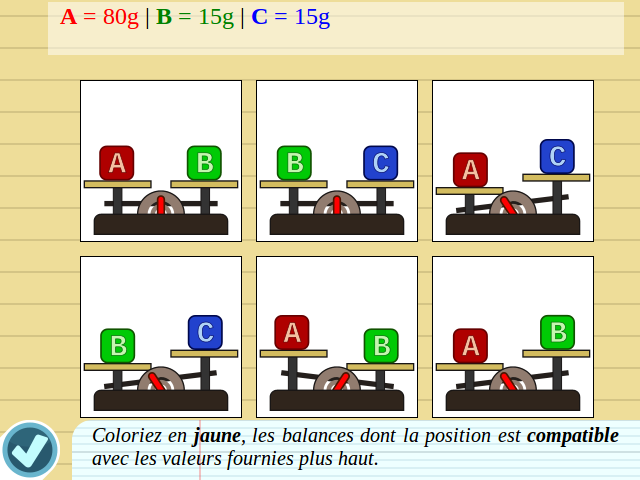 A = 80g | B = 15g | C = 15g
A B B C A C
B C A B A B
Coloriez en jaune, les balances dont la position est compatible
avec les valeurs fournies plus haut.